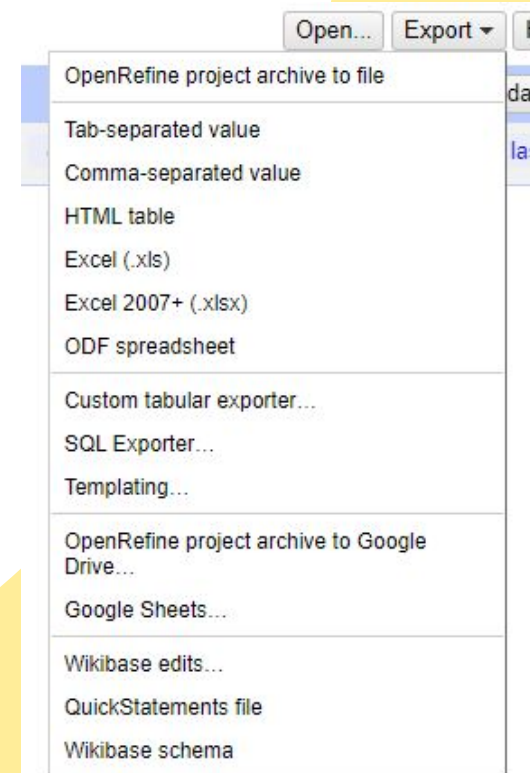 Open... Export
OpenRefine project archive to file
Tab-separated value
Comma-separated value
HTML table
Excel (.xls)
Excel 2007+ (.xlsx)
ODF spreadsheet
Custom tabular exporter...
SQL Exporter...
Templating...
OpenRefine project archive to Google
Drive...
Google Sheets...
Wikibase edits...
QuickStatements file
Wikibase schema